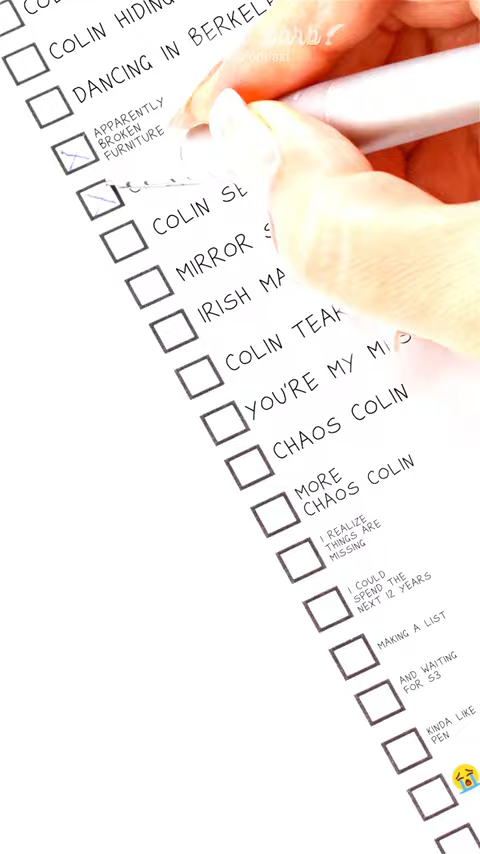 COLIN HIDING
DANCING IN BERKELE
APPARENTLY
BROKEN
FURNITURE
COLIN SE
MIRROR S
IRISH MA
COLIN TEAR
YOU'RE MY
CHAOS COLIN
MORE
CHAOS COLIN
I REALIZE
THINGS ARE
MISSING
I COULD
SPEND THE
NEXT 12 YEARS
MAKING A LIST
AND WAITING
FOR S3
KINDA LIKE
PEN